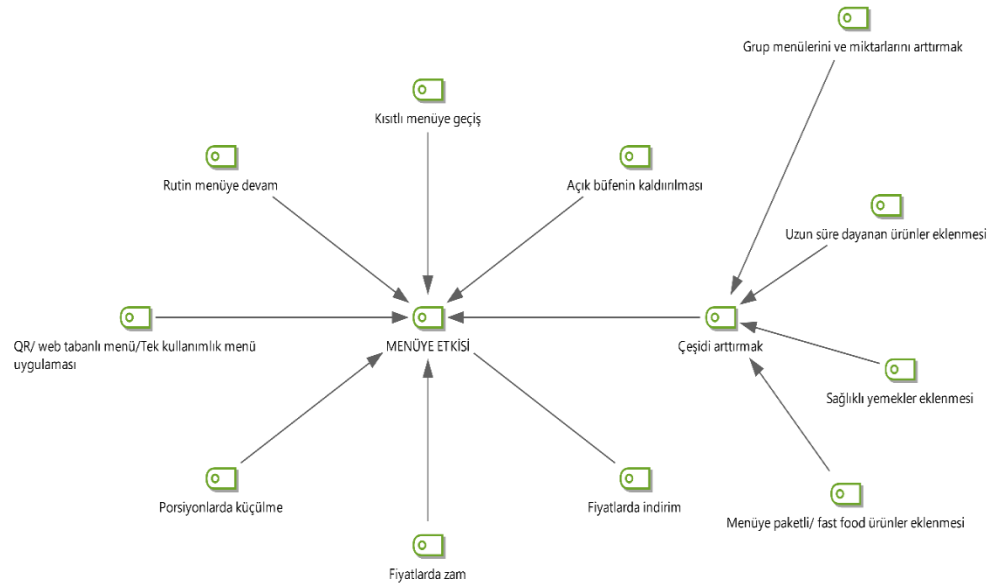 Grup menülerini ve miktarlarını arttırmak
Kısıtlı menüye geçiş
Rutin menüye devam
Açık büfenin kaldıırılması
Uzun süre dayanan ürünler eklenmesi
QR/ web tabanlı menü/Tek kullanımlık menü
uygulaması
MENÜYE ETKİSİ
Çeşidi arttırmak
Sağlıklı yemekler eklenmesi
Porsiyonlarda küçülme
Fiyatlarda indirim
Menüye paketli/ fast food ürünler eklenmesi
Fiyatlarda zam